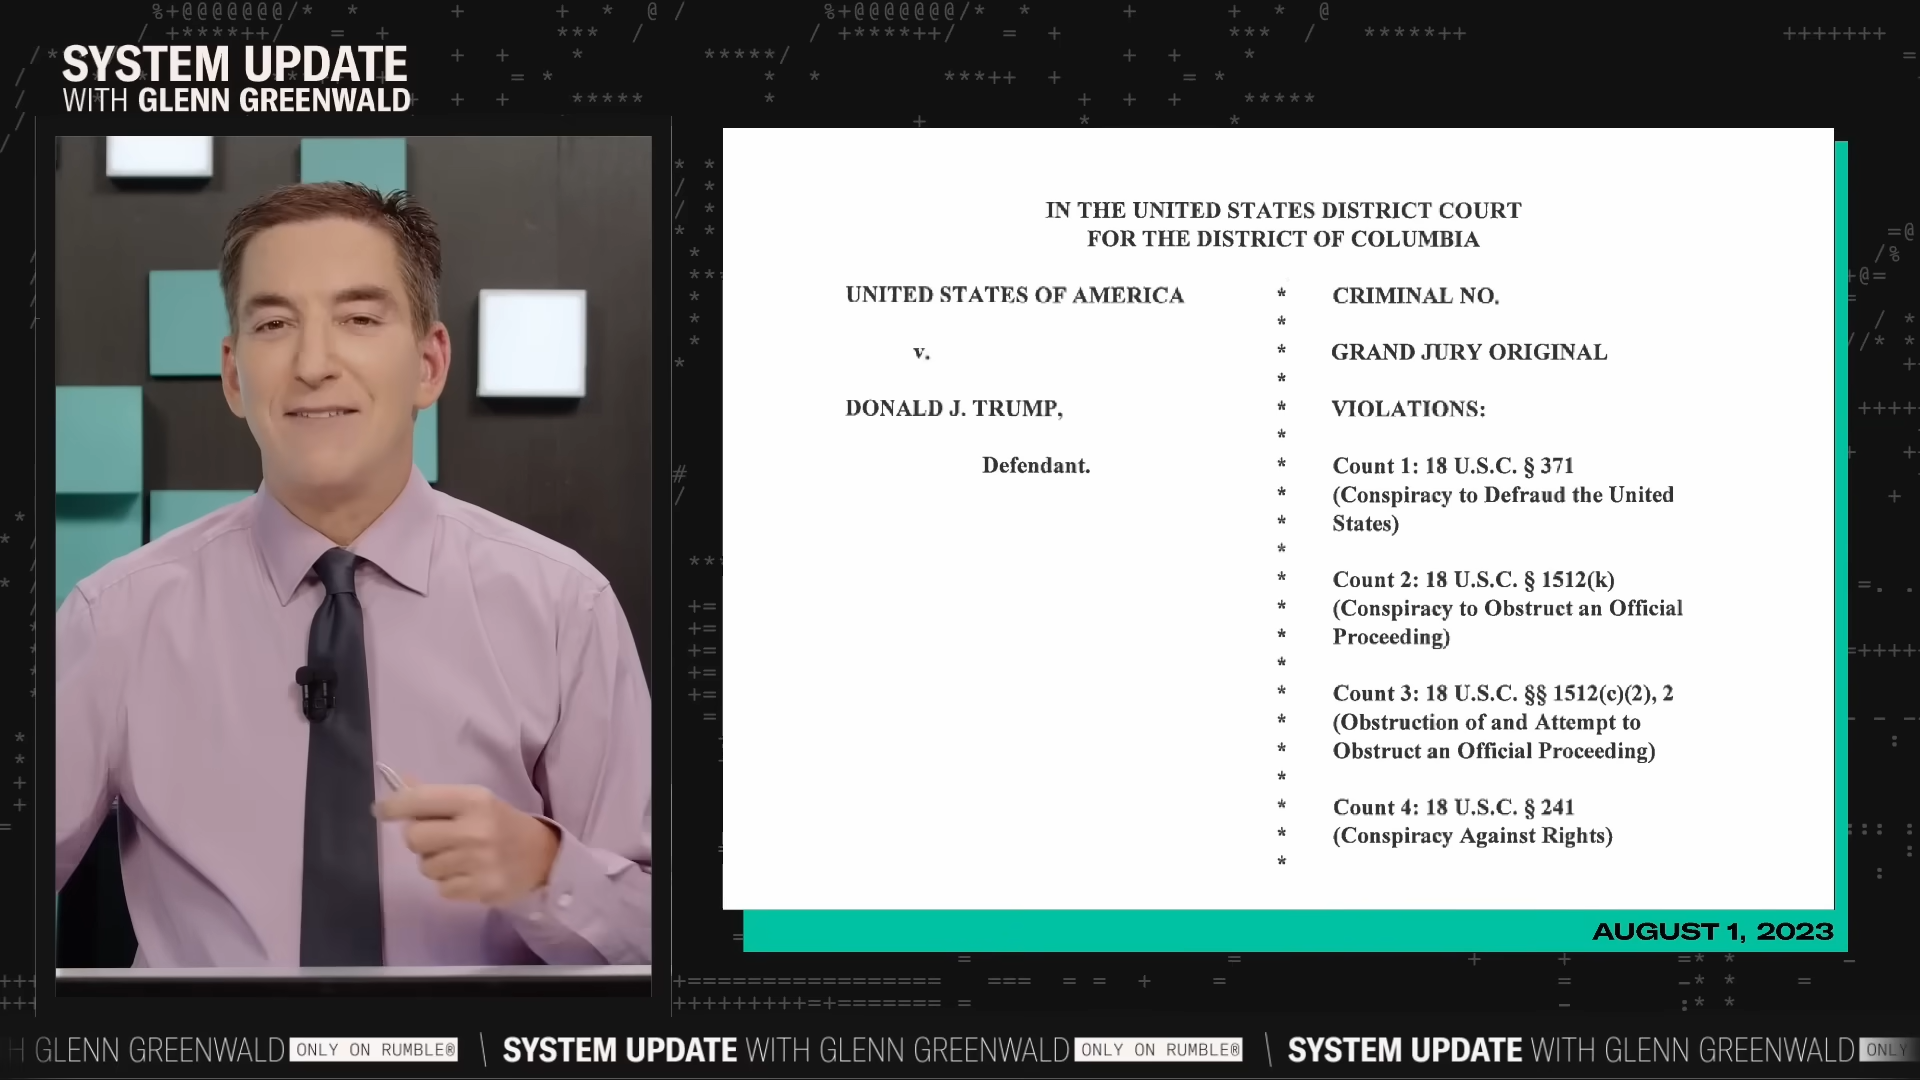 SYSTEM UPDATE
WITH GLENN GREENWALD
IN THE UNITED STATES DISTRICT COURT
FOR THE DISTRICT OF COLUMBIA
UNITED STATES OF AMERICA
v.
DONALD J. TRUMP,
Defendant.
CRIMINAL NO.
GRAND JURY ORIGINAL
VIOLATIONS:
Count 1: 18 U.S.C. § 371
(Conspiracy to Defraud the United
States)
Count 2: 18 U.S.C. § 1512(k)
(Conspiracy to Obstruct an Official
Proceeding)
Count 3: 18 U.S.C. §§ 1512(c)(2), 2
(Obstruction of and Attempt to
Obstruct an Official Proceeding)
Count 4: 18 U.S.C. § 241
(Conspiracy Against Rights)
AUGUST 1, 2023
H GLENN GREENWALD ONLY ON RUMBLE® \ SYSTEM UPDATE WITH GLENN GREENWALD ONLY ON RUMBLE® \ SYSTEM UPDATE WITH GLENN GREENWALD ONLY